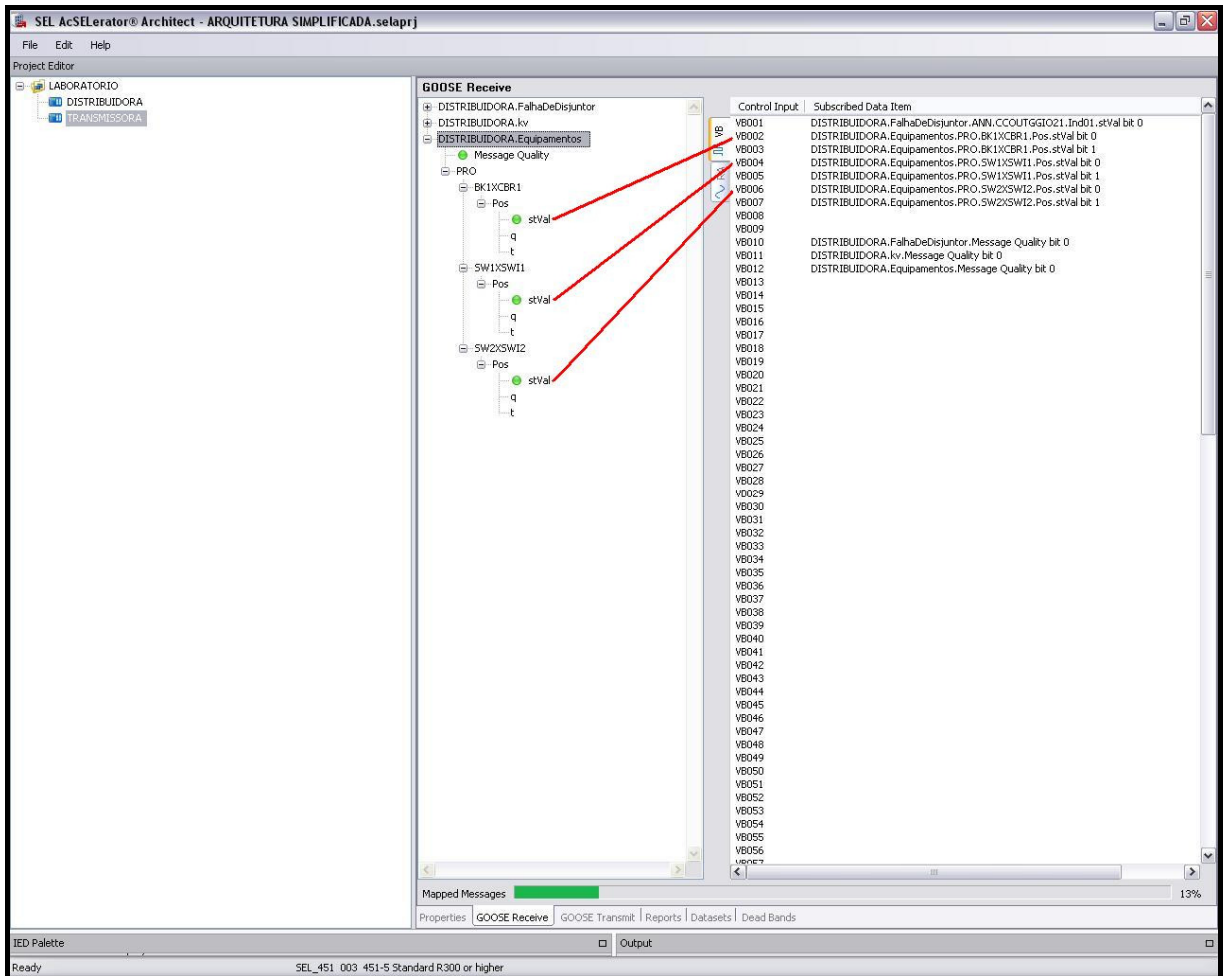 SEL AcSELerator® Architect - ARQUITETURA SIMPLIFICADA.selaprj
File Edit Help
Project Editor
LABORATORIO
DISTRIBUIDORA
TRANSMISSORA
GOOSE Receive
DISTRIBUIDORA.FalhaDeDisjuntor
DISTRIBUIDORA.kv
DISTRIBUIDORA.Equipamentos
Message Quality
PRO
BK1XCBR1
Pos
stVal
q
t
SW1XSWI1
Pos
stVal
q
t
SW2XSWI2
Pos
stVal
q
t
VB
Control Input Subscribed Data Item
VB001 DISTRIBUIDORA.FalhaDeDisjuntor.ANN.CCOUTGGIO21.Ind01.stVal bit 0
VB002 DISTRIBUIDORA.Equipamentos.PRO.BK1XCBR1.Pos.stVal bit 0
VB003 DISTRIBUIDORA.Equipamentos.PRO.BK1XCBR1.Pos.stVal bit 1
VB004 DISTRIBUIDORA.Equipamentos.PRO.SW1XSWI1.Pos.stVal bit 0
VB005 DISTRIBUIDORA.Equipamentos.PRO.SW1XSWI1.Pos.stVal bit 1
VB006 DISTRIBUIDORA.Equipamentos.PRO.SW2XSWI2.Pos.stVal bit 0
VB007 DISTRIBUIDORA.Equipamentos.PRO.SW2XSWI2.Pos.stVal bit 1
VB008
VB009
VB010 DISTRIBUIDORA.FalhaDeDisjuntor.Message Quality bit 0
VB011 DISTRIBUIDORA.kv.Message Quality bit 0
VB012 DISTRIBUIDORA.Equipamentos.Message Quality bit 0
VB013
VB014
VB015
VB016
VB017
VB018
VB019
VB020
VB021
VB022
VB023
VB024
VB025
VB026
VB027
VB028
VB029
VB030
VB031
VB032
VB033
VB034
VB035
VB036
VB037
VB038
VB039
VB040
VB041
VB042
VB043
VB044
VB045
VB046
VB047
VB048
VB049
VB050
VB051
VB052
VB053
VB054
VB055
VB056
VB057
Mapped Messages 13%
Properties GOOSE Receive GOOSE Transmit Reports Datasets Dead Bands
IED Palette Output
Ready SEL_451 003 451-5 Standard R300 or higher